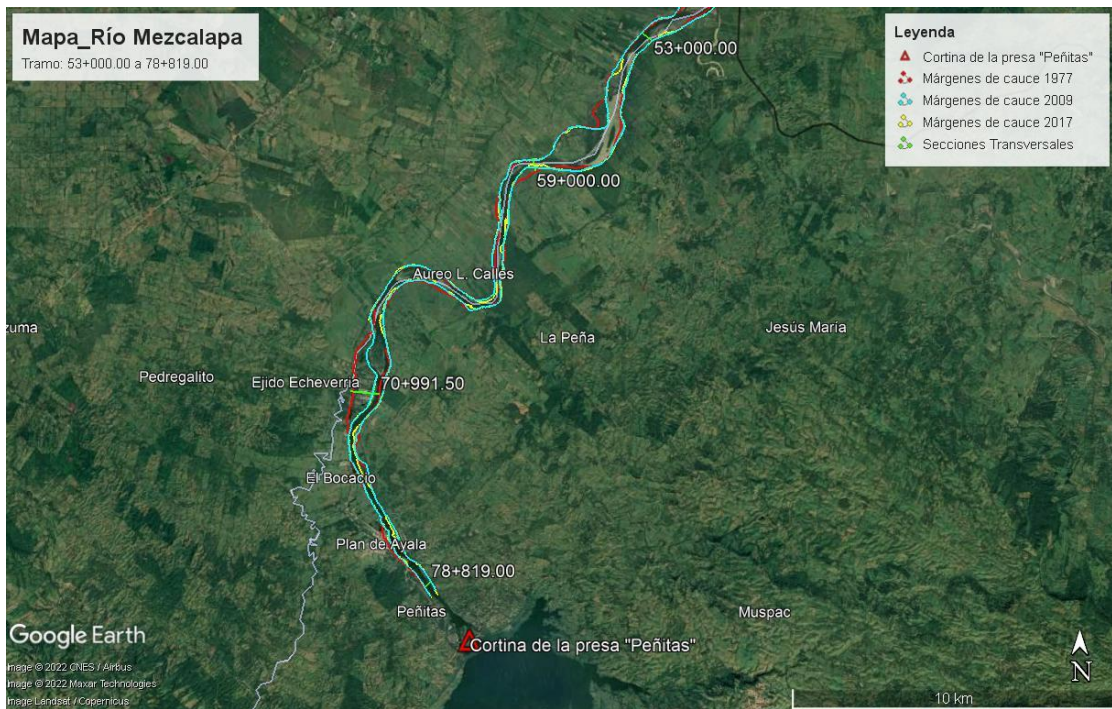 Mapa_Río Mezcalapa
Tramo: 53+000.00 a 78+819.00
Leyenda
Cortina de la presa "Peñitas"
Márgenes de cauce 1977
Márgenes de cauce 2009
Márgenes de cauce 2017
Secciones Transversales
53+000.00
59+000.00
Aureo L. Calles
zuma
La Peña
Jesús María
Pedregalito
Ejido Echeverría
70+991.50
El Bocacio
Plan de Ayala
78+819.00
Peñitas
Muspac
Cortina de la presa "Peñitas"
Google Earth
Image © 2022 CNES / Airbus
Image © 2022 Maxar Technologies
Image Landsat / Copernicus
N
10 km